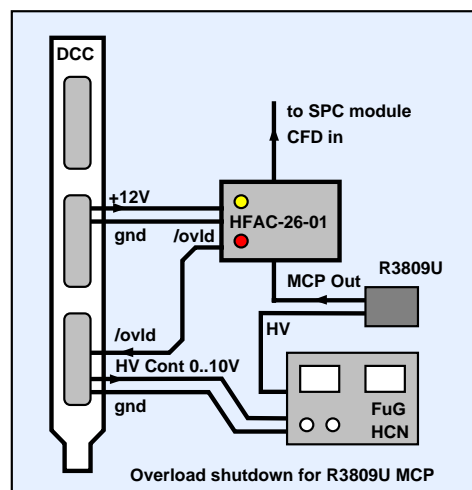 DCC
to SPC module
CFD in
+12V
HFAC-26-01
gnd
/ovld
R3809U
MCP Out
HV
/ovld
HV Cont 0..10V
gnd
FuG
HCN
Overload shutdown for R3809U MCP